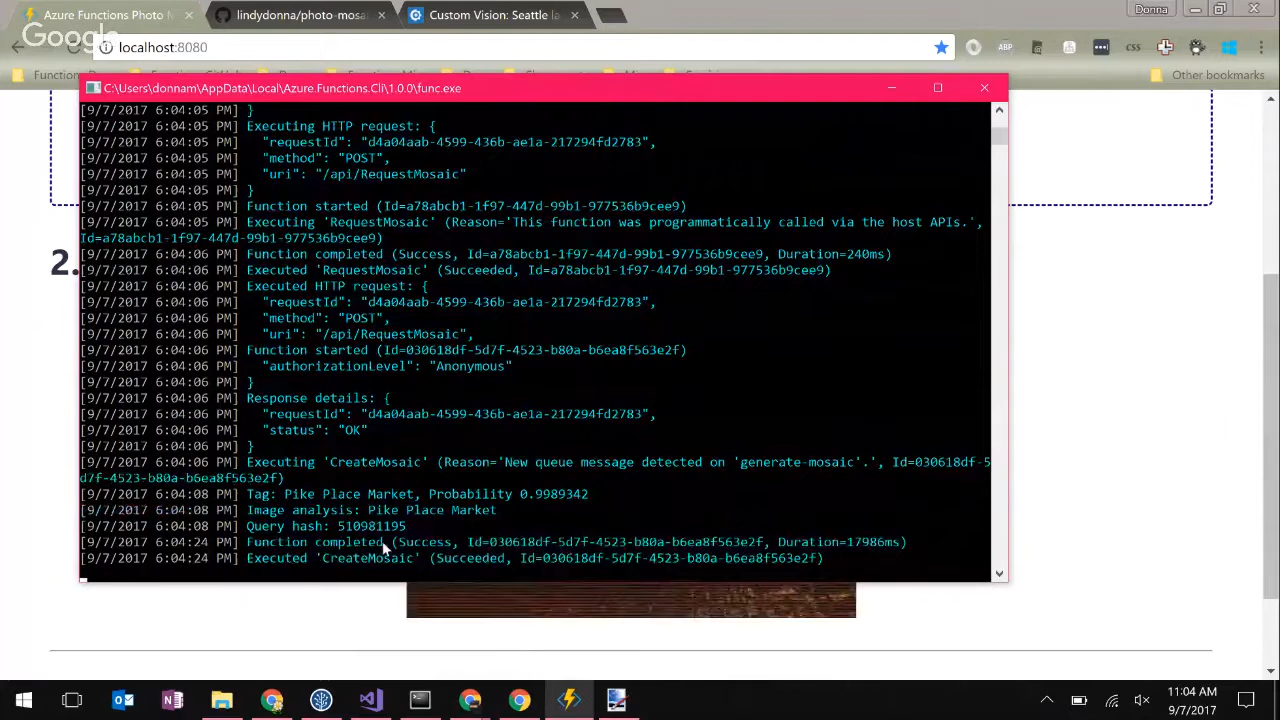 Azure Functions Photo M
lindydonna/photo-mosai
Custom Vision: Seattle la
Donna
Google
localhost:8080
ABP
css
Other bookmarks
C:\Users\donnam\AppData\Local\Azure.Functions.Cli\1.0.0\func.exe
[9/7/2017 6:04:05 PM] }
[9/7/2017 6:04:05 PM] Executing HTTP request: {
[9/7/2017 6:04:05 PM]   "requestId": "d4a04aab-4599-436b-ae1a-217294fd2783",
[9/7/2017 6:04:05 PM]   "method": "POST",
[9/7/2017 6:04:05 PM]   "uri": "/api/RequestMosaic"
[9/7/2017 6:04:05 PM] }
[9/7/2017 6:04:05 PM] Function started (Id=a78abcb1-1f97-447d-99b1-977536b9cee9)
[9/7/2017 6:04:05 PM] Executing 'RequestMosaic' (Reason='This function was programmatically called via the host APIs.',
Id=a78abcb1-1f97-447d-99b1-977536b9cee9)
[9/7/2017 6:04:06 PM] Function completed (Success, Id=a78abcb1-1f97-447d-99b1-977536b9cee9, Duration=240ms)
[9/7/2017 6:04:06 PM] Executed 'RequestMosaic' (Succeeded, Id=a78abcb1-1f97-447d-99b1-977536b9cee9)
[9/7/2017 6:04:06 PM] Executed HTTP request: {
[9/7/2017 6:04:06 PM]   "requestId": "d4a04aab-4599-436b-ae1a-217294fd2783",
[9/7/2017 6:04:06 PM]   "method": "POST",
[9/7/2017 6:04:06 PM]   "uri": "/api/RequestMosaic",
[9/7/2017 6:04:06 PM] Function started (Id=030618df-5d7f-4523-b80a-b6ea8f563e2f)
[9/7/2017 6:04:06 PM]   "authorizationLevel": "Anonymous"
[9/7/2017 6:04:06 PM] }
[9/7/2017 6:04:06 PM] Response details: {
[9/7/2017 6:04:06 PM]   "requestId": "d4a04aab-4599-436b-ae1a-217294fd2783",
[9/7/2017 6:04:06 PM]   "status": "OK"
[9/7/2017 6:04:06 PM] }
[9/7/2017 6:04:06 PM] Executing 'CreateMosaic' (Reason='New queue message detected on 'generate-mosaic'.', Id=030618df-5
d7f-4523-b80a-b6ea8f563e2f)
[9/7/2017 6:04:08 PM] Tag: Pike Place Market, Probability 0.9989342
[9/7/2017 6:04:08 PM] Image analysis: Pike Place Market
[9/7/2017 6:04:08 PM] Query hash: 510981195
[9/7/2017 6:04:24 PM] Function completed (Success, Id=030618df-5d7f-4523-b80a-b6ea8f563e2f, Duration=17986ms)
[9/7/2017 6:04:24 PM] Executed 'CreateMosaic' (Succeeded, Id=030618df-5d7f-4523-b80a-b6ea8f563e2f)
2.
11:04 AM
9/7/2017